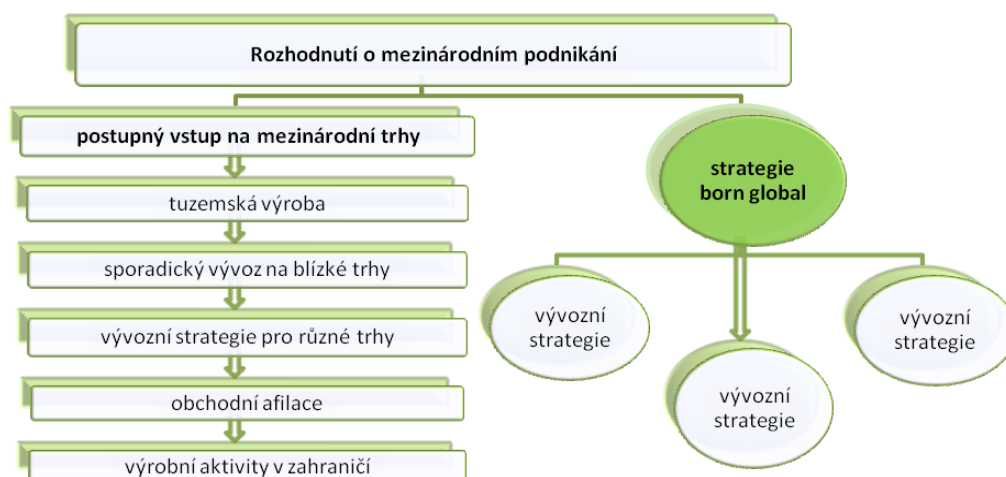 Rozhodnutí o mezinárodním podnikání
postupný vstup na mezinárodní trhy
tuzemská výroba
sporadický vývoz na blízké trhy
vývozní strategie pro různé trhy
obchodní afilace
výrobní aktivity v zahraničí
strategie
born global
vývozní
strategie
vývozní
strategie
vývozní
strategie